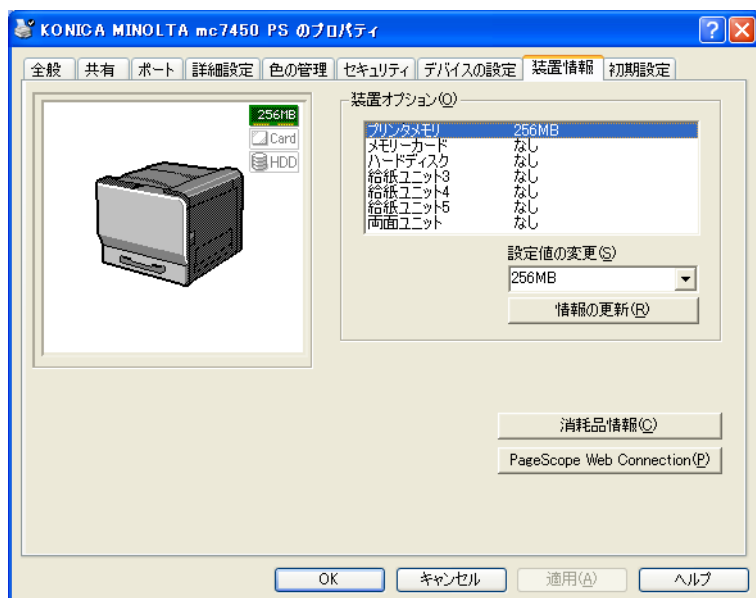 KONICA MINOLTA mc7450 PS のプロパティ
全般 共有 ポート 詳細設定 色の管理 セキュリティ デバイスの設定 装置情報 初期設定
256MB
Card
HDD
装置オプション(O)
プリンタメモリ 256MB
メモリーカード なし
ハードディスク なし
給紙ユニット3 なし
給紙ユニット4 なし
給紙ユニット5 なし
両面ユニット なし
設定値の変更(S)
256MB
情報の更新(R)
消耗品情報(C)
PageScope Web Connection(P)
OK キャンセル 適用(A) ヘルプ